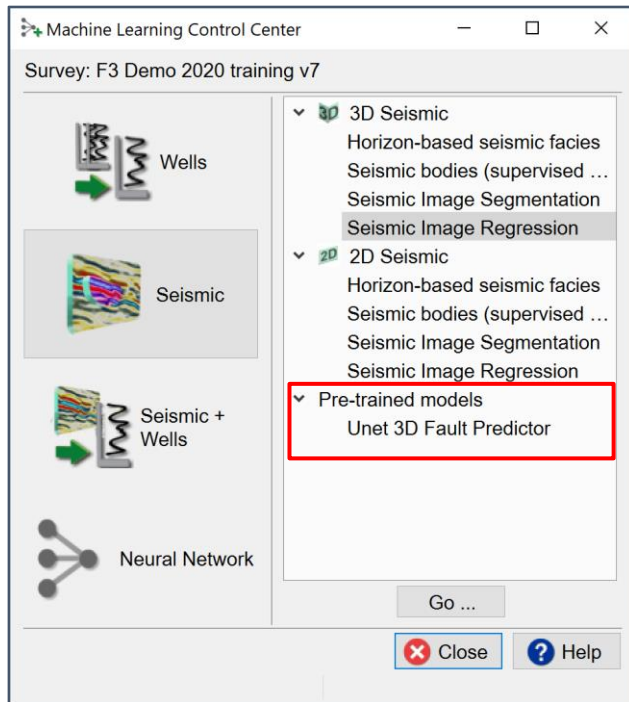 Machine Learning Control Center
Survey: F3 Demo 2020 training v7
Wells
Seismic
Seismic +
Wells
Neural Network
3D 3D Seismic
Horizon-based seismic facies
Seismic bodies (supervised ...
Seismic Image Segmentation
Seismic Image Regression
2D 2D Seismic
Horizon-based seismic facies
Seismic bodies (supervised ...
Seismic Image Segmentation
Seismic Image Regression
Pre-trained models
Unet 3D Fault Predictor
Go ...
Close
? Help